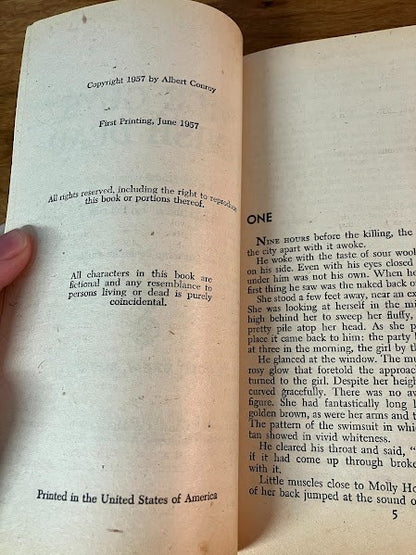 Copyright 1957 by Albert Conroy
First Printing, June 1957
All rights reserved, including the right to reproduce
this book or portions thereof.
All characters in this book are
fictional and any resemblance to
persons living or dead is purely
coincidental.
Printed in the United States of America
ONE
NINE HOURS before the killing, the
the city apart with it awoke.
He woke with the taste of sour
on his side. Even with his eyes closed
under him was not his own. When
first thing he saw was the naked back
She stood a few feet away, near an
She was looking at herself in the
high behind her to sweep her fluffy,
pretty pile atop her head. As she
place it came back to him: the party
at three in the morning, the girl by
He glanced at the window. The
rosy glow that foretold the
turned to the girl. Despite her
curved gracefully. There was no
figure. She had fantastically long
golden brown, as were her arms and
The pattern of the swimsuit in
tan showed in vivid whiteness.
He cleared his throat and said, "
if it had come up through
with it.
Little muscles close to Molly
of her back jumped at the sound
5